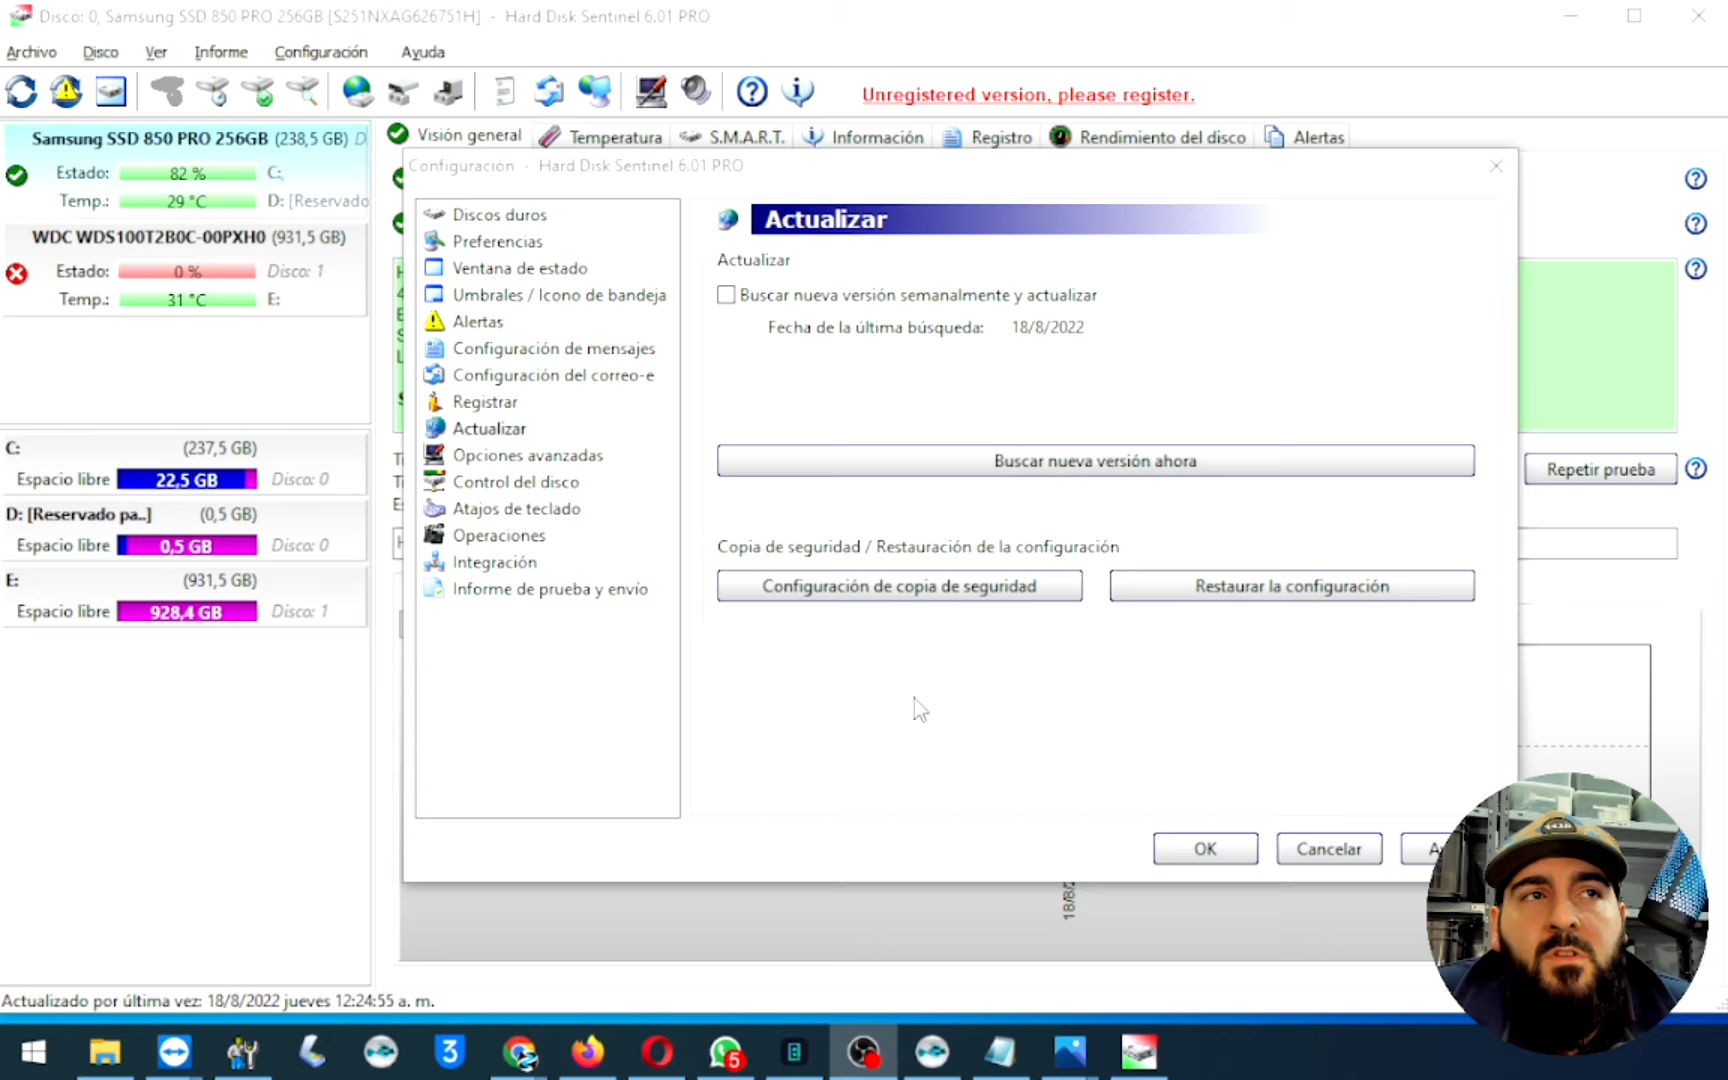 Disco: 0, Samsung SSD 850 PRO 256GB [S251NXAG626751H] - Hard Disk Sentinel 6.01 PRO
Archivo Disco Ver Informe Configuración Ayuda
Unregistered version, please register.
Samsung SSD 850 PRO 256GB (238,5 GB)
Estado: 82 % C:,
Temp.: 29 °C D: [Reservado
WDC WDS100T2B0C-00PXH0 (931,5 GB)
Estado: 0 % Disco: 1
Temp.: 31 °C E:
C: (237,5 GB)
Espacio libre 22,5 GB Disco: 0
D: [Reservado pa..] (0,5 GB)
Espacio libre 0,5 GB Disco: 0
E: (931,5 GB)
Espacio libre 928,4 GB Disco: 1
Visión general Temperatura S.M.A.R.T. Información Registro Rendimiento del disco Alertas
Configuración - Hard Disk Sentinel 6.01 PRO
Discos duros
Preferencias
Ventana de estado
Umbrales / Icono de bandeja
Alertas
Configuración de mensajes
Configuración del correo-e
Registrar
Actualizar
Opciones avanzadas
Control del disco
Atajos de teclado
Operaciones
Integración
Informe de prueba y envío
Actualizar
Actualizar
Buscar nueva versión semanalmente y actualizar
Fecha de la última búsqueda: 18/8/2022
Buscar nueva versión ahora
Copia de seguridad / Restauración de la configuración
Configuración de copia de seguridad Restaurar la configuración
OK Cancelar
Repetir prueba
18/8/2
Actualizado por última vez: 18/8/2022 jueves 12:24:55 a. m.
3
5